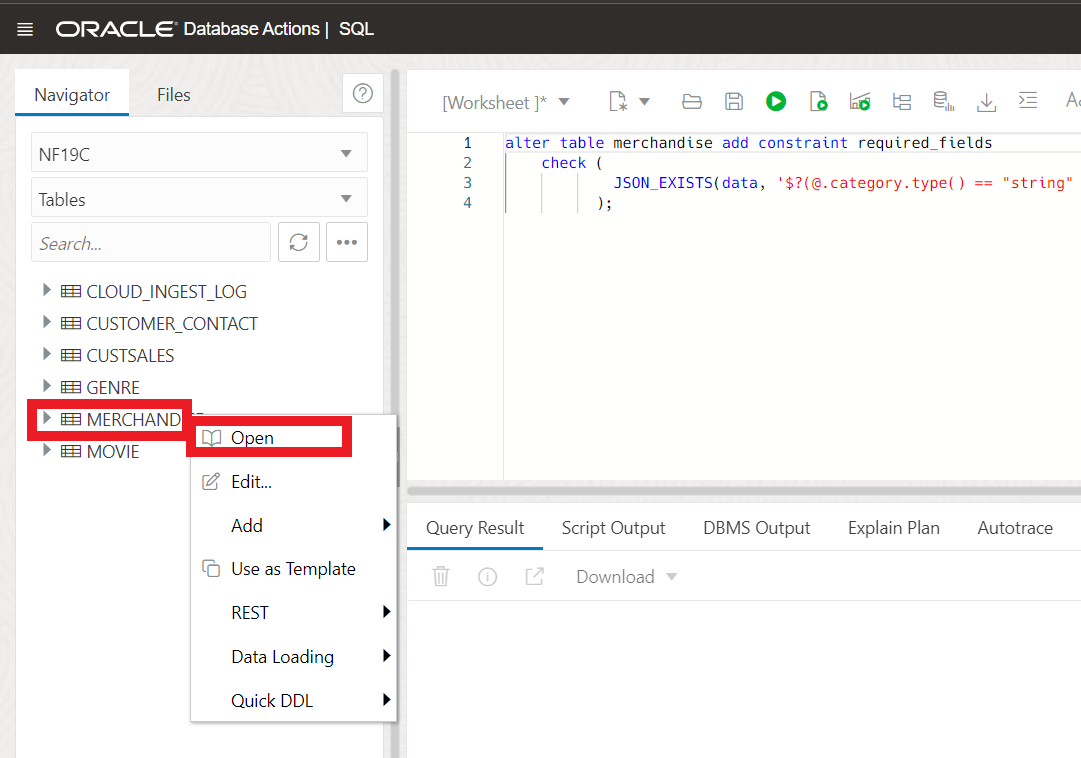 ORACLE Database Actions | SQL
Navigator
Files
NF19C
Tables
Search...
CLOUD_INGEST_LOG
CUSTOMER_CONTACT
CUSTSALES
GENRE
MERCHAND
MOVIE
Open
Edit...
Add
Use as Template
REST
Data Loading
Quick DDL
[Worksheet ]*
1 alter table merchandise add constraint required_fields
2 check (
3 JSON_EXISTS(data, '$?(@.category.type() == "string"
4 );
Query Result
Script Output
DBMS Output
Explain Plan
Autotrace
Download